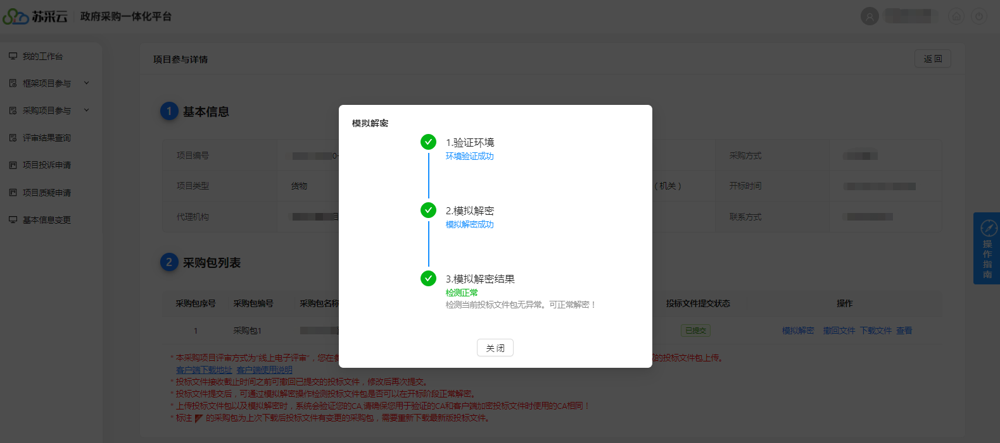 苏采云 政府采购一体化平台
我的工作台
框架项目参与
采购项目参与
评审结果查询
项目投诉申请
项目质疑申请
基本信息变更
项目参与详情
返 回
1 基本信息
项目编号 采购方式
项目类型 货物 （机关） 开标时间
代理机构 联系方式
2 采购包列表
采购包序号 采购包编号 采购包名称 投标文件提交状态 操作
1 采购包1 已提交 模拟解密 撤回文件 下载文件 查看
* 本采购项目评审方式为“线上电子评审”，您在参 的投标文件包上传。
客户端下载地址 客户端使用说明
* 投标文件接收截止时间之前可撤回已提交的投标文件，修改后再次提交。
* 投标文件提交后，可通过模拟解密操作检测投标文件包是否可以在开标阶段正常解密。
* 上传投标文件包以及模拟解密时，系统会验证您的CA,请确保您用于验证的CA和客户端加密投标文件时使用的CA相同！
* 标注 的采购包为上次下载后投标文件有变更的采购包，需要重新下载最新版投标文件。
模拟解密
1.验证环境
环境验证成功
2.模拟解密
模拟解密成功
3.模拟解密结果
检测正常
检测当前投标文件包无异常。可正常解密！
关 闭
操作指南